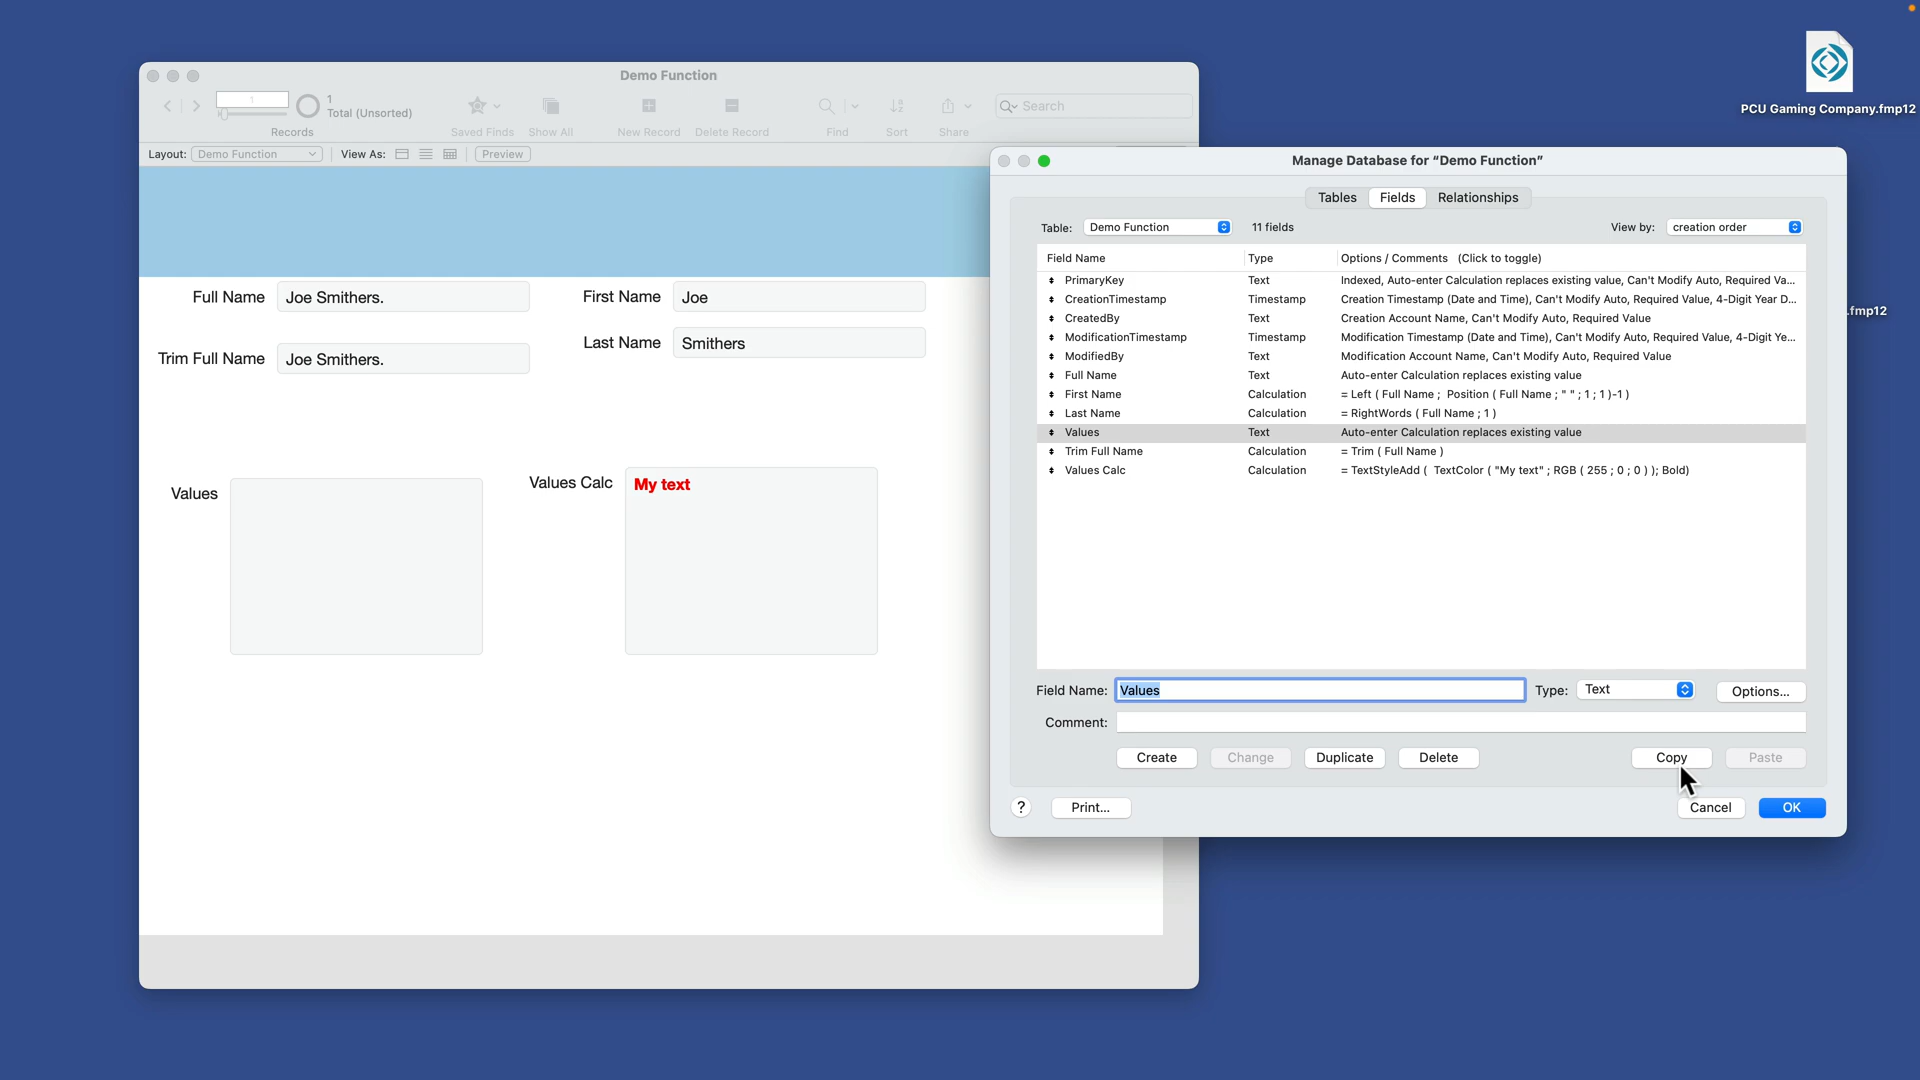 PCU Gaming Company.fmp12
.fmp12
Demo Function
1
1
Total (Unsorted)
Records
Saved Finds
Show All
New Record
Delete Record
Find
Sort
Share
Search
Layout:
Demo Function
View As:
Preview
Full Name
Joe Smithers.
First Name
Joe
Last Name
Smithers
Trim Full Name
Joe Smithers.
Values
Values Calc
My text
Manage Database for “Demo Function”
Tables
Fields
Relationships
Table:
Demo Function
11 fields
View by:
creation order
Field Name Type Options / Comments (Click to toggle)
PrimaryKey Text Indexed, Auto-enter Calculation replaces existing value, Can't Modify Auto, Required Va...
CreationTimestamp Timestamp Creation Timestamp (Date and Time), Can't Modify Auto, Required Value, 4-Digit Year D...
CreatedBy Text Creation Account Name, Can't Modify Auto, Required Value
ModificationTimestamp Timestamp Modification Timestamp (Date and Time), Can't Modify Auto, Required Value, 4-Digit Ye...
ModifiedBy Text Modification Account Name, Can't Modify Auto, Required Value
Full Name Text Auto-enter Calculation replaces existing value
First Name Calculation = Left ( Full Name ; Position ( Full Name ; " " ; 1 ; 1 )-1 )
Last Name Calculation = RightWords ( Full Name ; 1 )
Values Text Auto-enter Calculation replaces existing value
Trim Full Name Calculation = Trim ( Full Name )
Values Calc Calculation = TextStyleAdd ( TextColor ( "My text" ; RGB ( 255 ; 0 ; 0 ) ); Bold)
Field Name:
Values
Type:
Text
Options...
Comment:
Create
Change
Duplicate
Delete
Copy
Paste
?
Print...
Cancel
OK